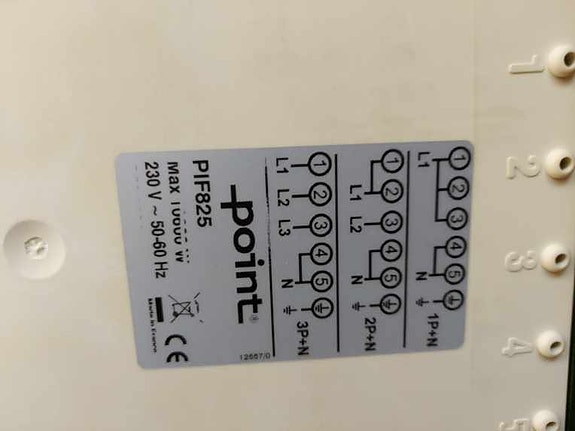 1 2 3 4 5
① ② ③ ④ ⑤ ⏚
L1 N ⏚ 1P+N
① ② ③ ④ ⑤ ⏚
L1 L2 N ⏚ 2P+N
① ② ③ ④ ⑤ ⏚
L1 L2 L3 N ⏚ 3P+N
point®
PIF825
CE
Max W
230 V ~ 50-60 Hz
Made in France